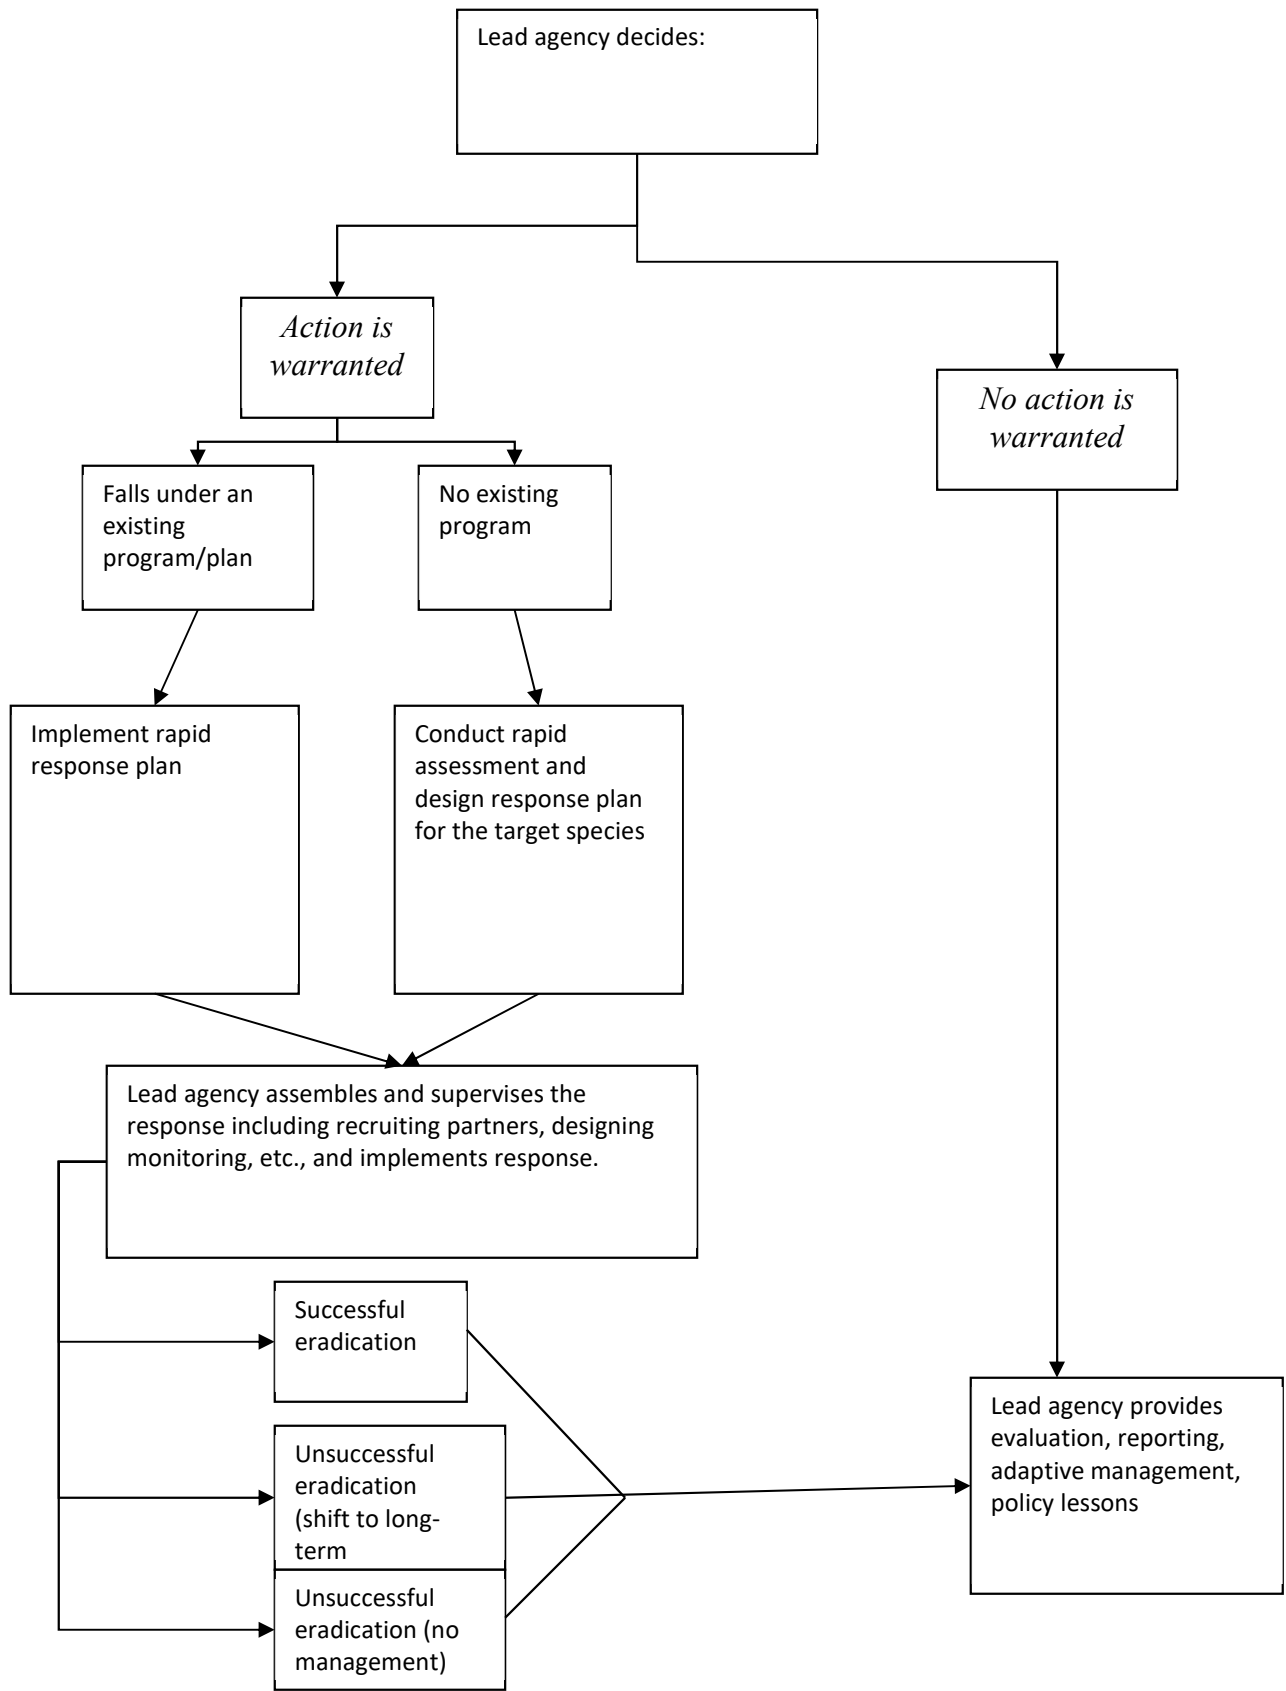 Lead agency decides:
Action is
warranted
No action is
warranted
Falls under an
existing
program/plan
No existing
program
Implement rapid
response plan
Conduct rapid
assessment and
design response plan
for the target species
Lead agency assembles and supervises the
response including recruiting partners, designing
monitoring, etc., and implements response.
Successful
eradication
Unsuccessful
eradication
(shift to long-
term
Unsuccessful
eradication (no
management)
Lead agency provides
evaluation, reporting,
adaptive management,
policy lessons